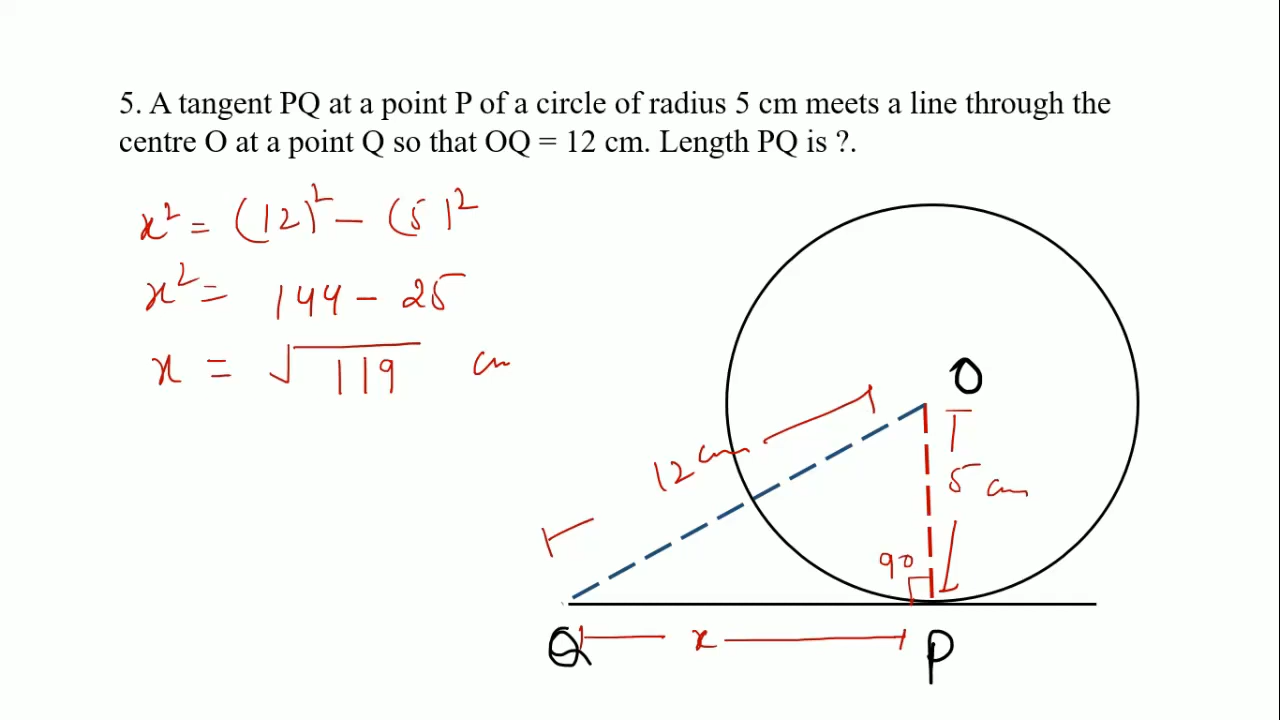 5. A tangent PQ at a point P of a circle of radius 5 cm meets a line through the
centre O at a point Q so that OQ = 12 cm. Length PQ is ?.
x² = (12)² - (5)²
x² = 144 - 25
x = √119 cm
O
12 cm
5 cm
90
x
Q
P